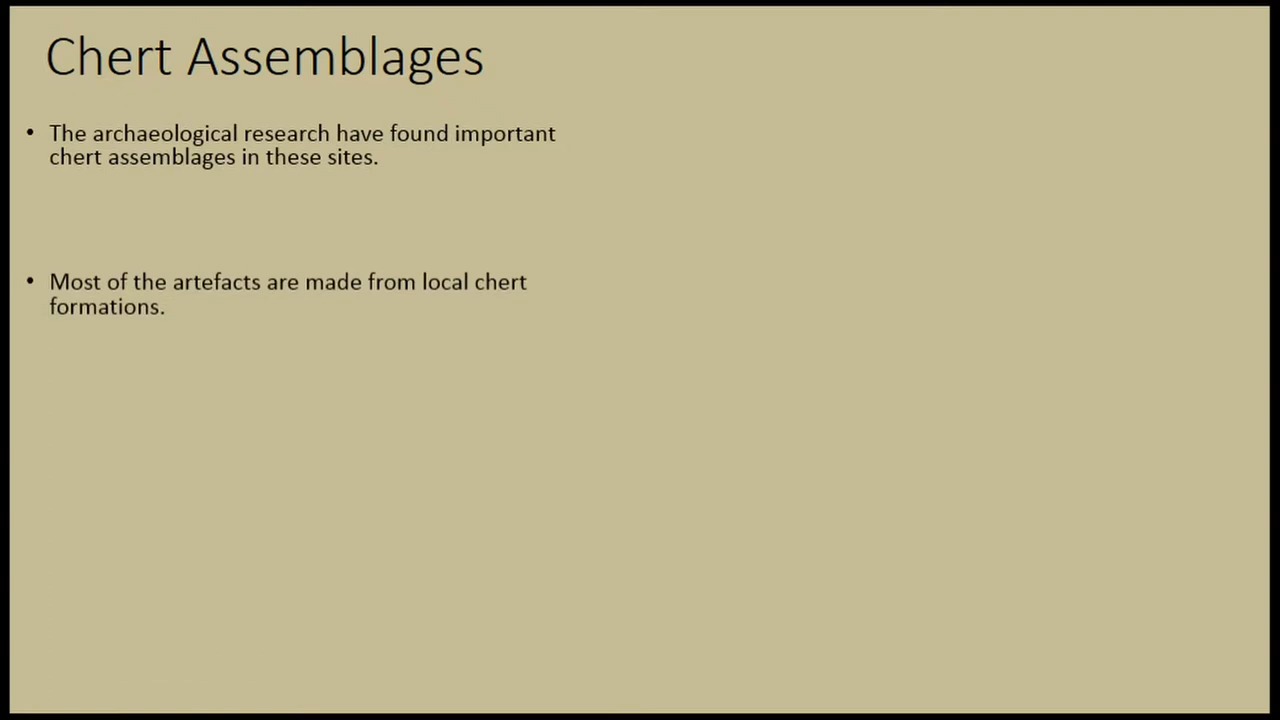 Chert Assemblages
• The archaeological research have found important
chert assemblages in these sites.
• Most of the artefacts are made from local chert
formations.